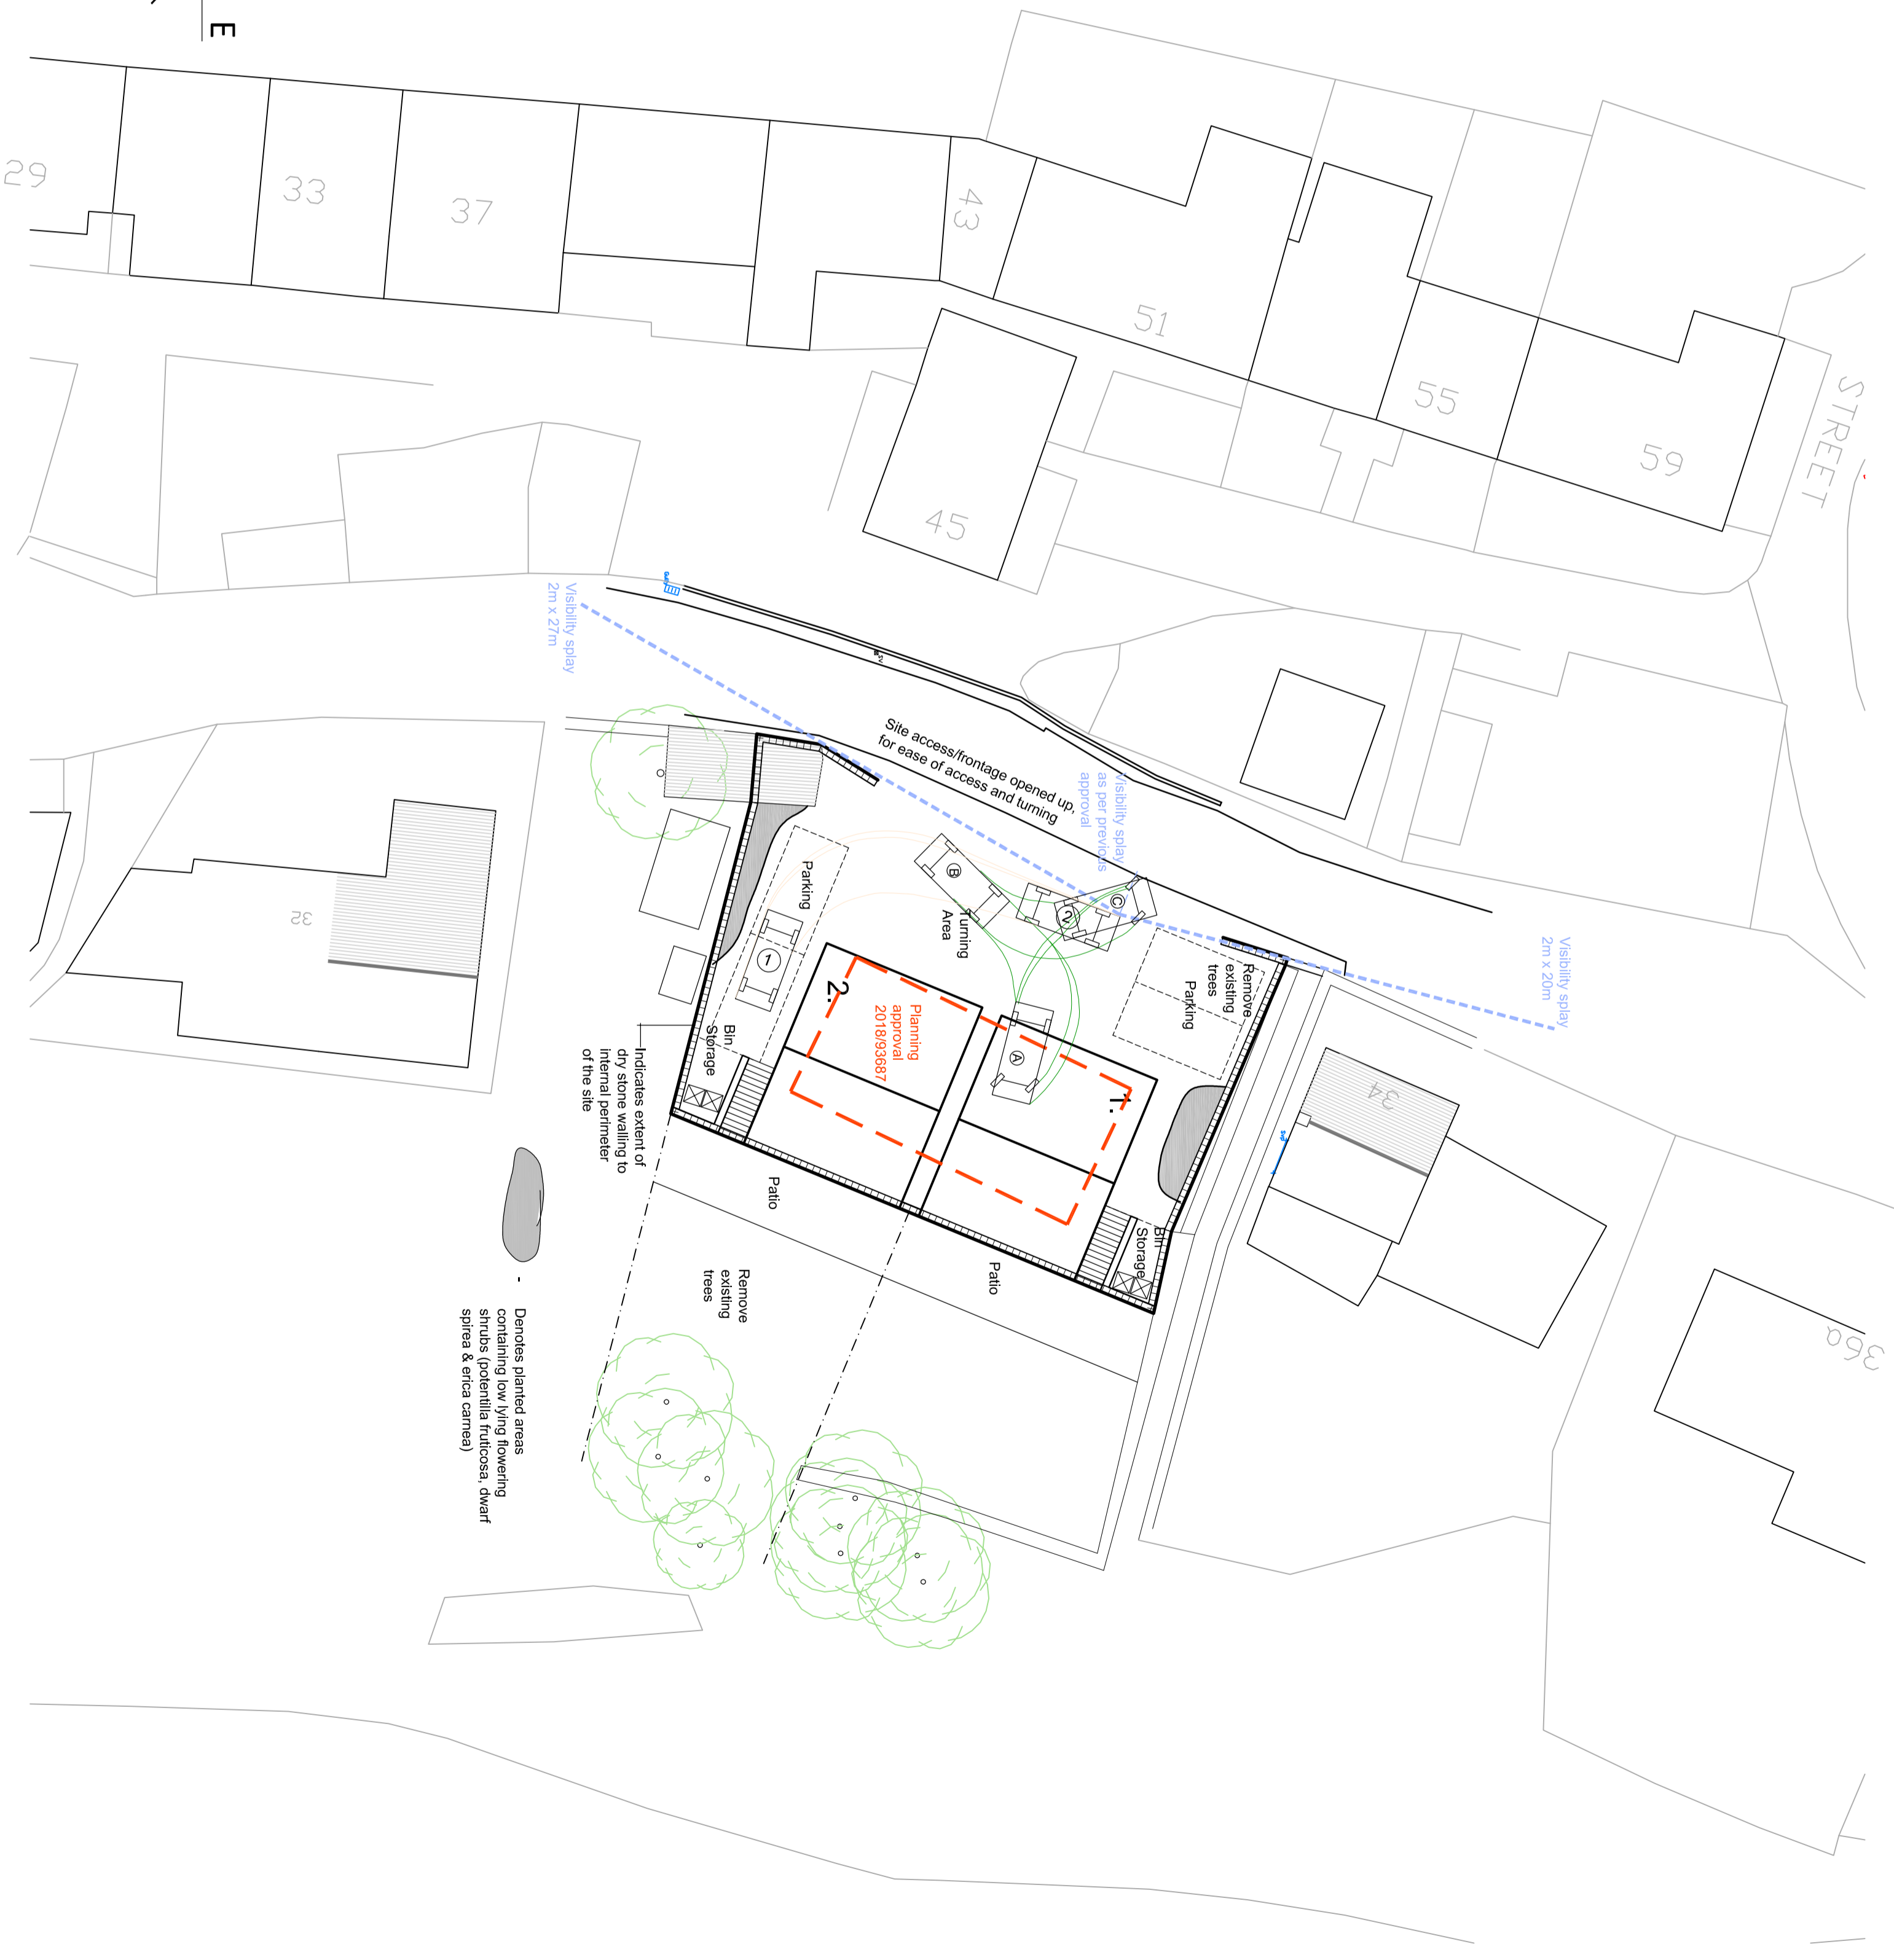 E
29
33
37
43
51
55
59
STREET
45
Gully
SV
Visibility splay
2m x 27m
Site access/frontage opened up,
for ease of access and turning
Visibility splay
as per previous
approval
Visibility splay
2m x 20m
Parking
B
Turning
Area
2
C
Remove
existing
trees
Parking
1
2.
Planning
approval
2018/93687
A
1.
34
SVP
32
36a
Bin
Storage
Indicates extent of
dry stone walling to
internal perimeter
of the site
Patio
Bin
Storage
Patio
Remove
existing
trees
- Denotes planted areas
containing low lying flowering
shrubs (potentilla fruticosa, dwarf
spirea & erica carnea)